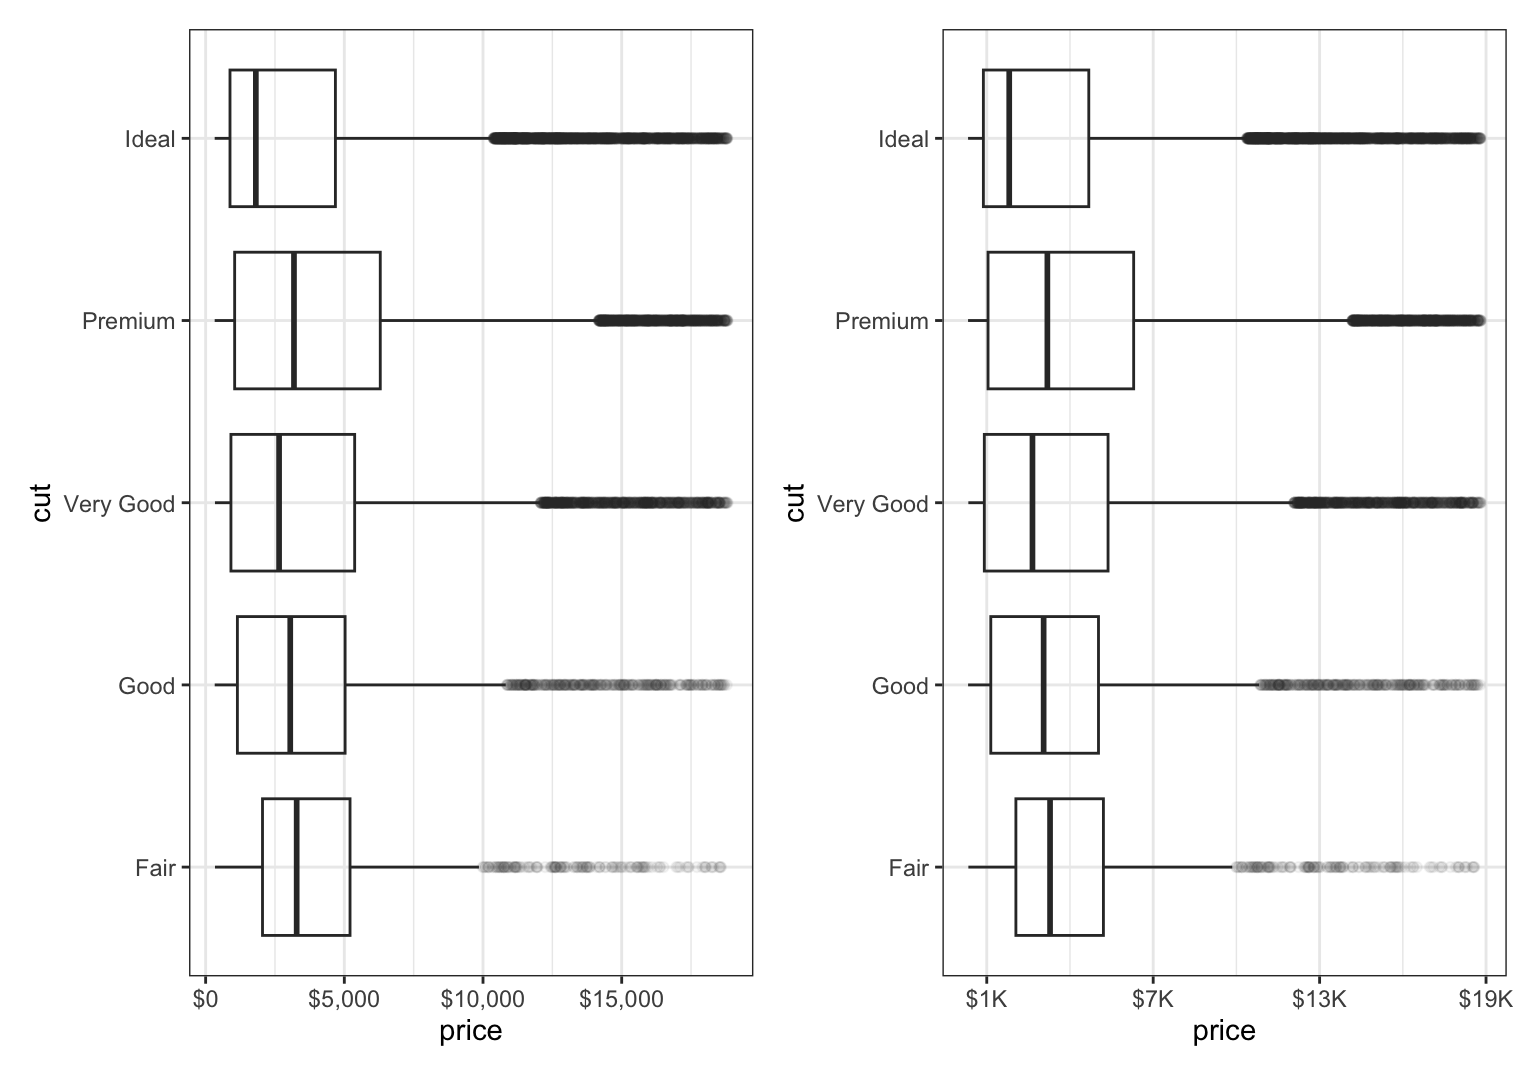 Ideal
Premium
Very Good
Good
Fair
cut
$0 $5,000 $10,000 $15,000
price
Ideal
Premium
Very Good
Good
Fair
cut
$1K $7K $13K $19K
price